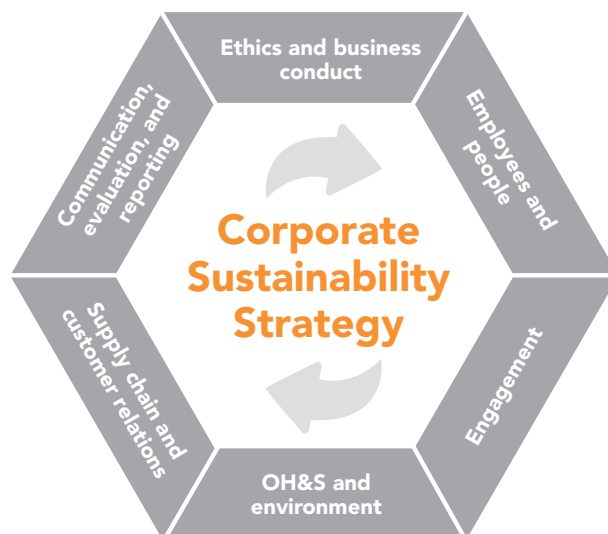 Ethics and business
conduct
Employees and
people
Engagement
OH&S and
environment
Supply chain and
customer relations
Communication,
evaluation, and
reporting
Corporate
Sustainability
Strategy